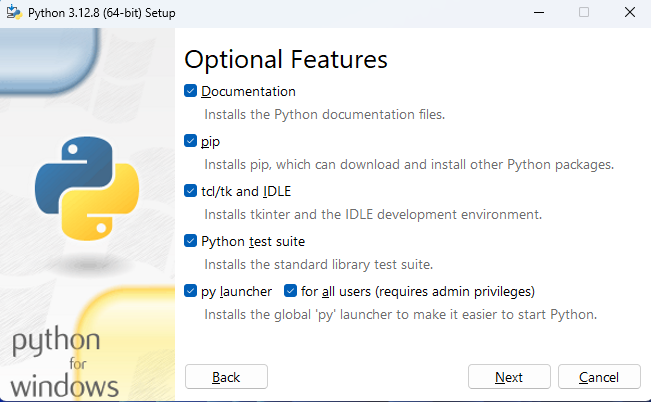 Python 3.12.8 (64-bit) Setup
Optional Features
Documentation
Installs the Python documentation files.
pip
Installs pip, which can download and install other Python packages.
tcl/tk and IDLE
Installs tkinter and the IDLE development environment.
Python test suite
Installs the standard library test suite.
py launcher for all users (requires admin privileges)
Installs the global 'py' launcher to make it easier to start Python.
python
for
windows
Back Next Cancel